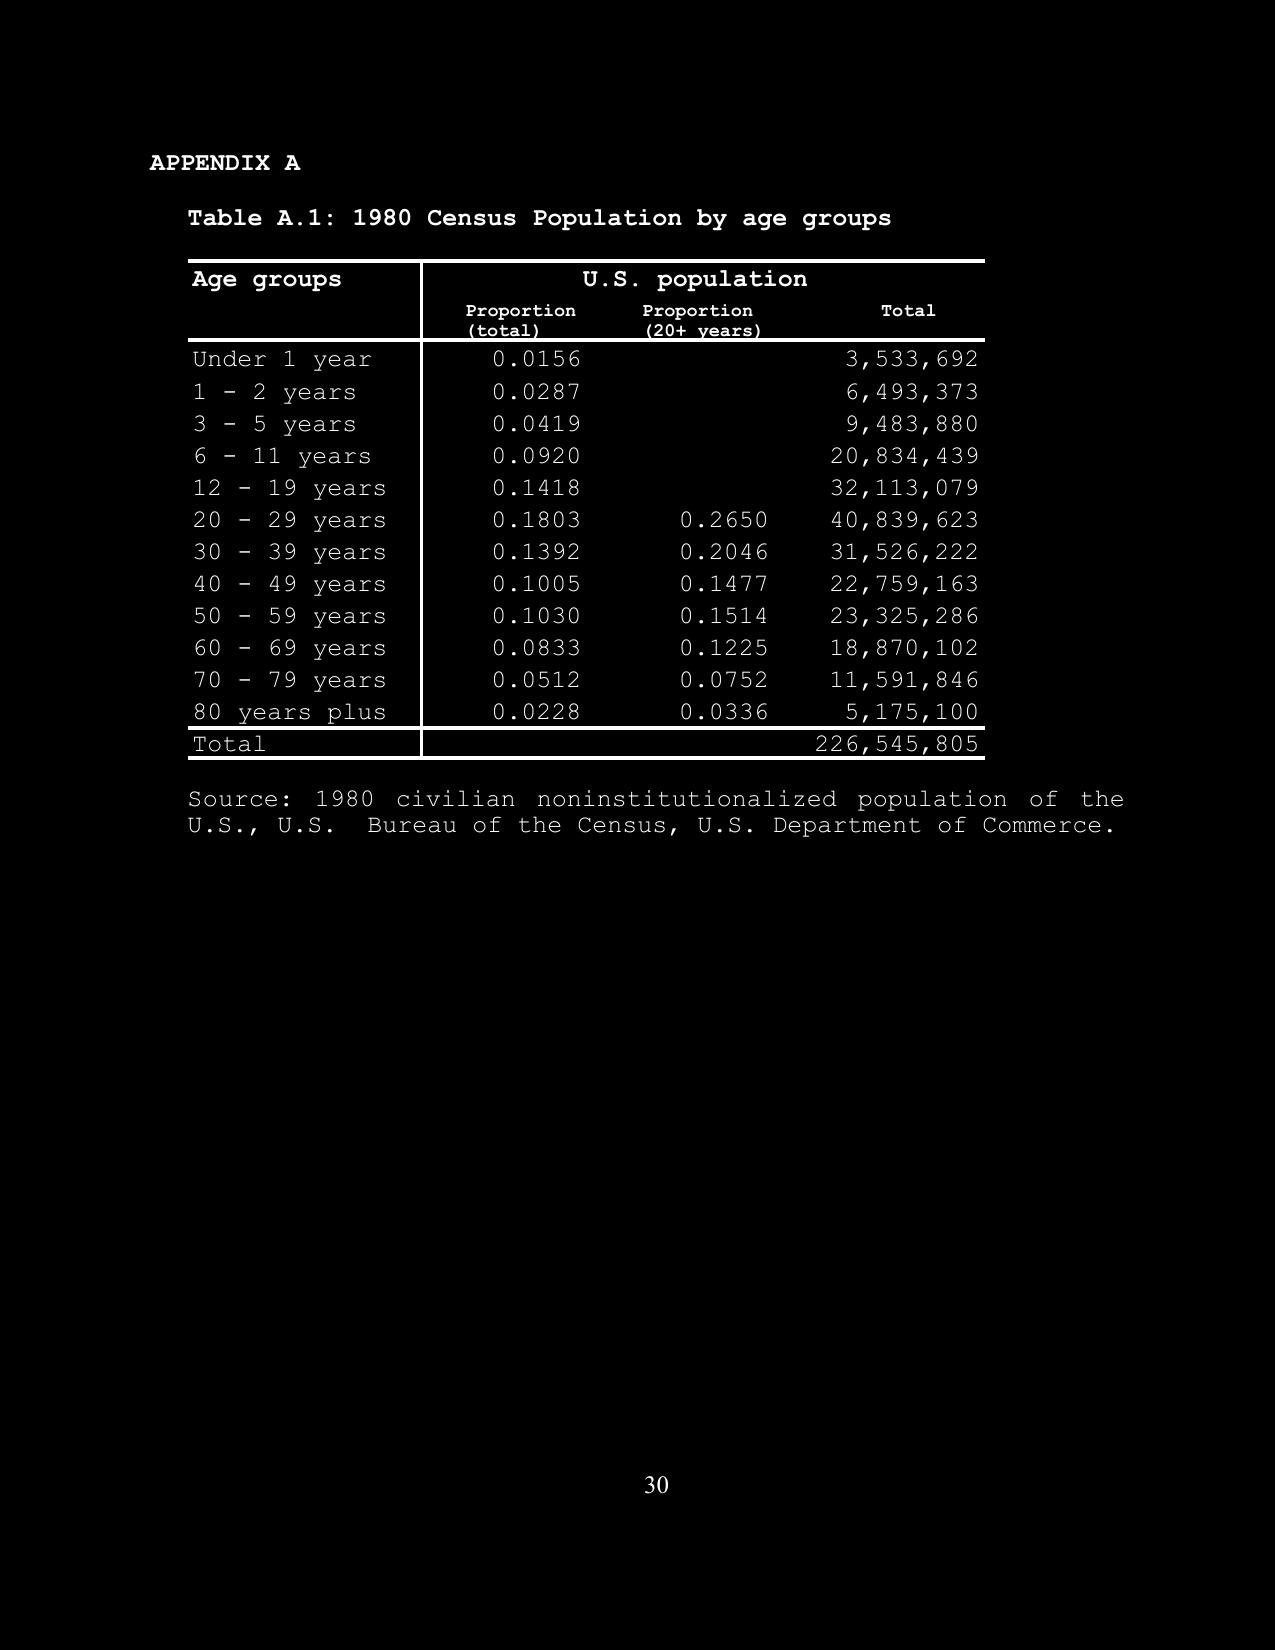 APPENDIX A
Table A.1: 1980 Census Population by age groups
Age groups U.S. population
Proportion Proportion Total
(total) (20+ years)
Under 1 year 0.0156 3,533,692
1 - 2 years 0.0287 6,493,373
3 - 5 years 0.0419 9,483,880
6 - 11 years 0.0920 20,834,439
12 - 19 years 0.1418 32,113,079
20 - 29 years 0.1803 0.2650 40,839,623
30 - 39 years 0.1392 0.2046 31,526,222
40 - 49 years 0.1005 0.1477 22,759,163
50 - 59 years 0.1030 0.1514 23,325,286
60 - 69 years 0.0833 0.1225 18,870,102
70 - 79 years 0.0512 0.0752 11,591,846
80 years plus 0.0228 0.0336 5,175,100
Total 226,545,805
Source: 1980 civilian noninstitutionalized population of the
U.S., U.S. Bureau of the Census, U.S. Department of Commerce.
30